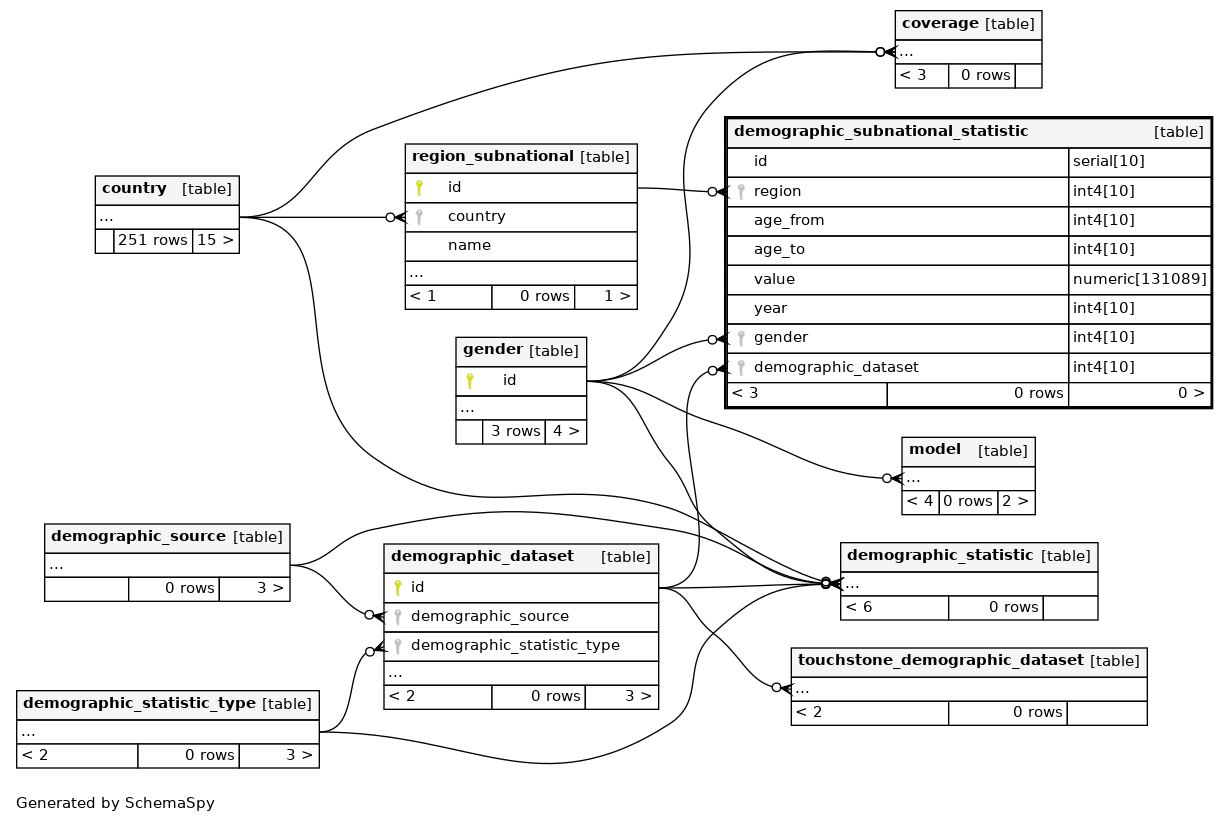 coverage [table]
...
< 3 0 rows
demographic_subnational_statistic [table]
id serial[10]
region int4[10]
age_from int4[10]
age_to int4[10]
value numeric[131089]
year int4[10]
gender int4[10]
demographic_dataset int4[10]
< 3 0 rows 0 >
region_subnational [table]
id
country
name
...
< 1 0 rows 1 >
country [table]
...
251 rows 15 >
gender [table]
id
...
3 rows 4 >
model [table]
...
< 4 0 rows 2 >
demographic_source [table]
...
0 rows 3 >
demographic_dataset [table]
id
demographic_source
demographic_statistic_type
...
< 2 0 rows 3 >
demographic_statistic [table]
...
< 6 0 rows
touchstone_demographic_dataset [table]
...
< 2 0 rows
demographic_statistic_type [table]
...
< 2 0 rows 3 >
Generated by SchemaSpy